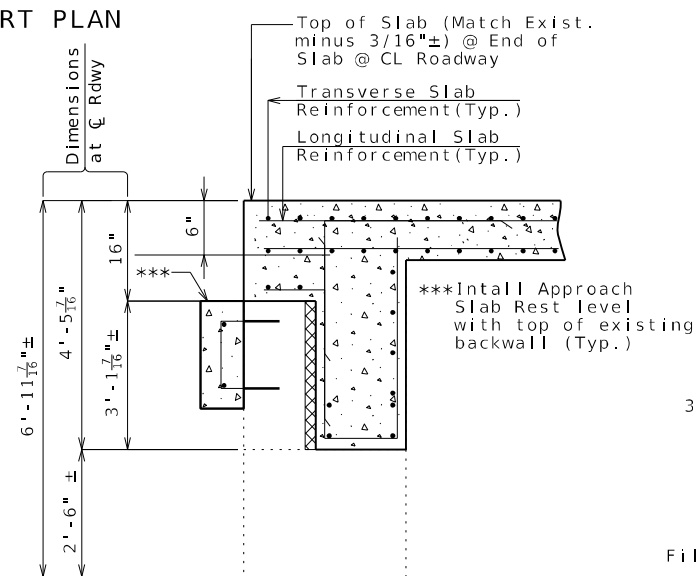 RT PLAN
Top of Slab (Match Exist.
minus 3/16"±) @ End of
Slab @ CL Roadway
Dimensions
at ℄ Rdwy
Transverse Slab
Reinforcement(Typ.)
Longitudinal Slab
Reinforcement(Typ.)
6"
16"
***
***Intall Approach
Slab Rest level
with top of existing
backwall (Typ.)
6'-11 7/16"±
4'-5 7/16"
3'-1 7/16"±
2'-6" ±
3
Fil